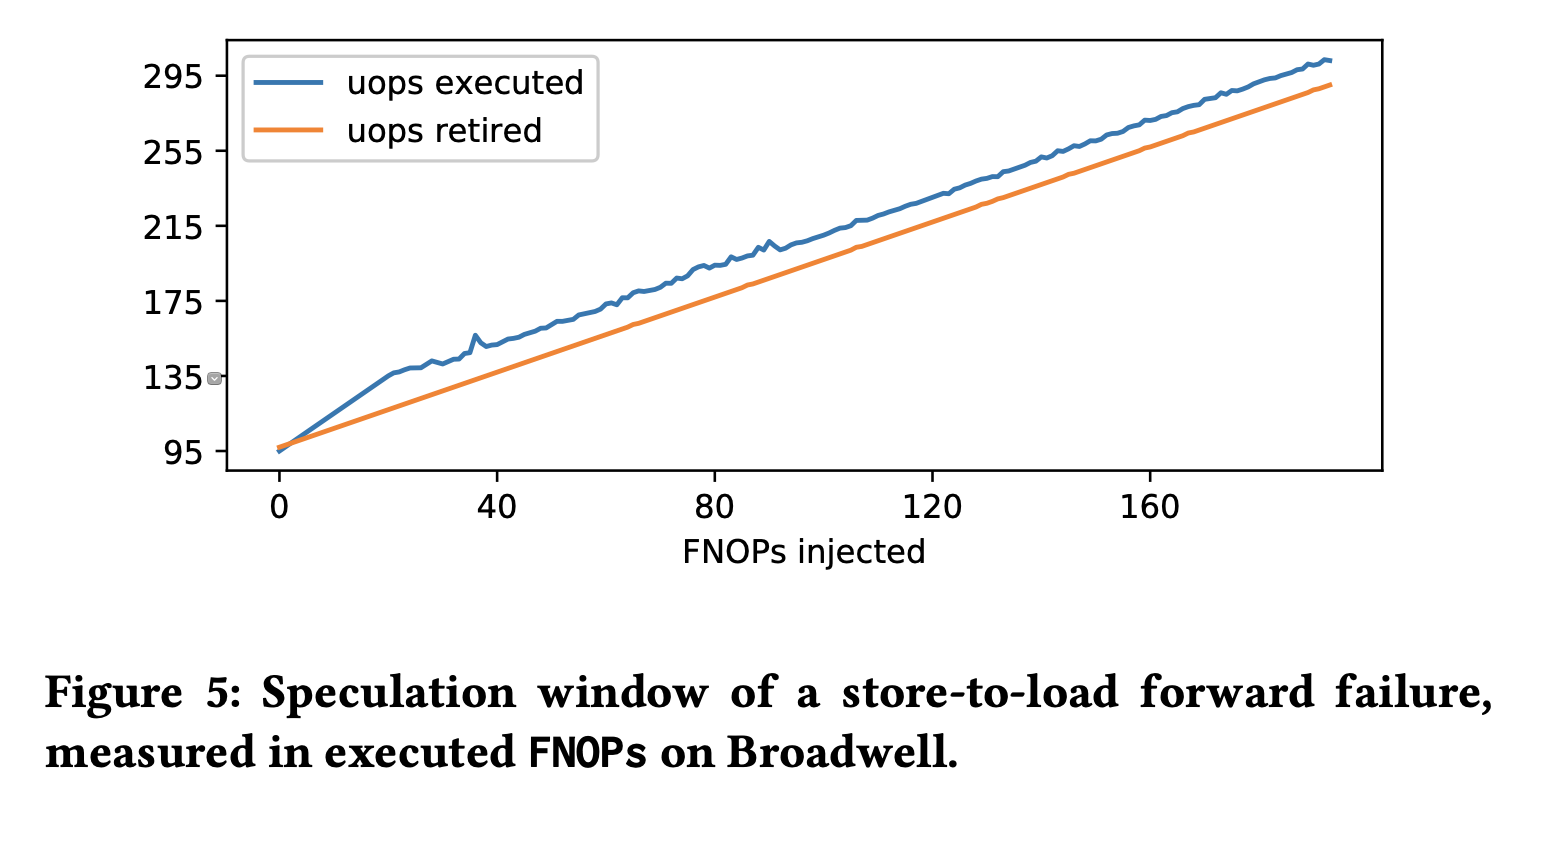 uops executed
uops retired
295
255
215
175
135
95
0 40 80 120 160
FNOPs injected
Figure 5: Speculation window of a store-to-load forward failure,
measured in executed FNOPs on Broadwell.